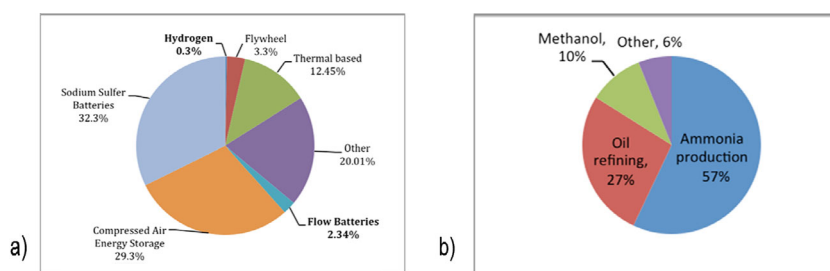 a)
Hydrogen
0.3%
Flywheel
3.3%
Thermal based
12.45%
Other
20.01%
Flow Batteries
2.34%
Compressed Air
Energy Storage
29.3%
Sodium Sulfer
Batteries
32.3%
b)
Methanol,
10%
Other, 6%
Oil
refining,
27%
Ammonia
production
57%